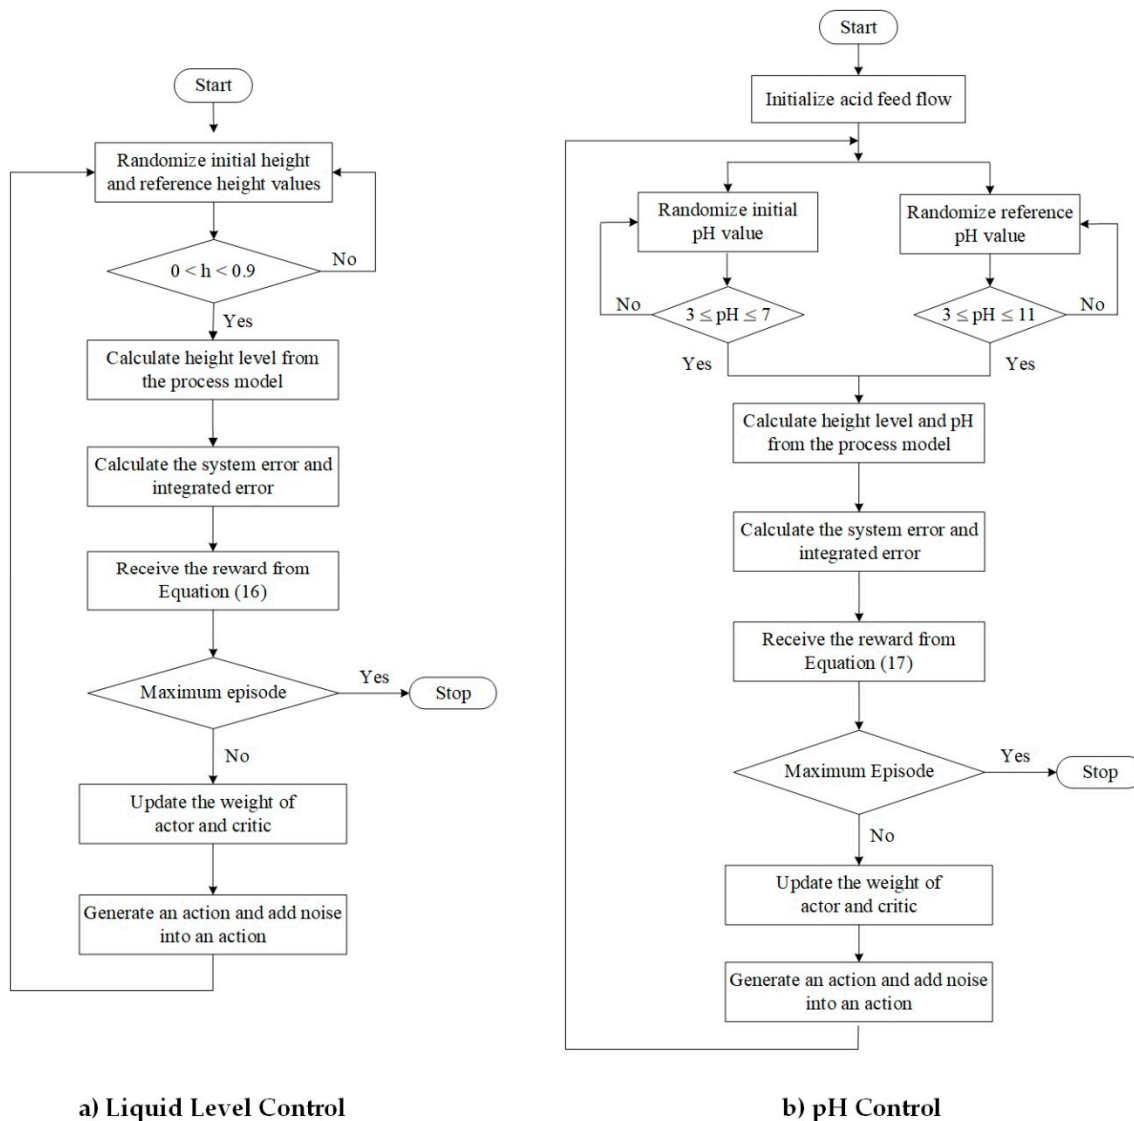 Start
Randomize initial height
and reference height values
0 < h < 0.9
No
Yes
Calculate height level from
the process model
Calculate the system error and
integrated error
Receive the reward from
Equation (16)
Maximum episode
Yes
Stop
No
Update the weight of
actor and critic
Generate an action and add noise
into an action
a) Liquid Level Control
Start
Initialize acid feed flow
Randomize initial
pH value
Randomize reference
pH value
No
3 ≤ pH ≤ 7
3 ≤ pH ≤ 11
No
Yes
Yes
Calculate height level and pH
from the process model
Calculate the system error and
integrated error
Receive the reward from
Equation (17)
Maximum Episode
Yes
Stop
No
Update the weight of
actor and critic
Generate an action and add noise
into an action
b) pH Control